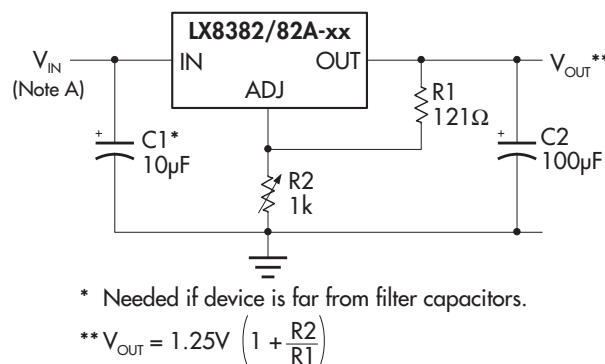 LX8382/82A-xx
V_IN
(Note A)
IN
OUT
V_OUT**
ADJ
R1
121Ω
C1*
10µF
R2
1k
C2
100µF
+
+
* Needed if device is far from filter capacitors.
** V_OUT = 1.25V (1 + R2/R1)